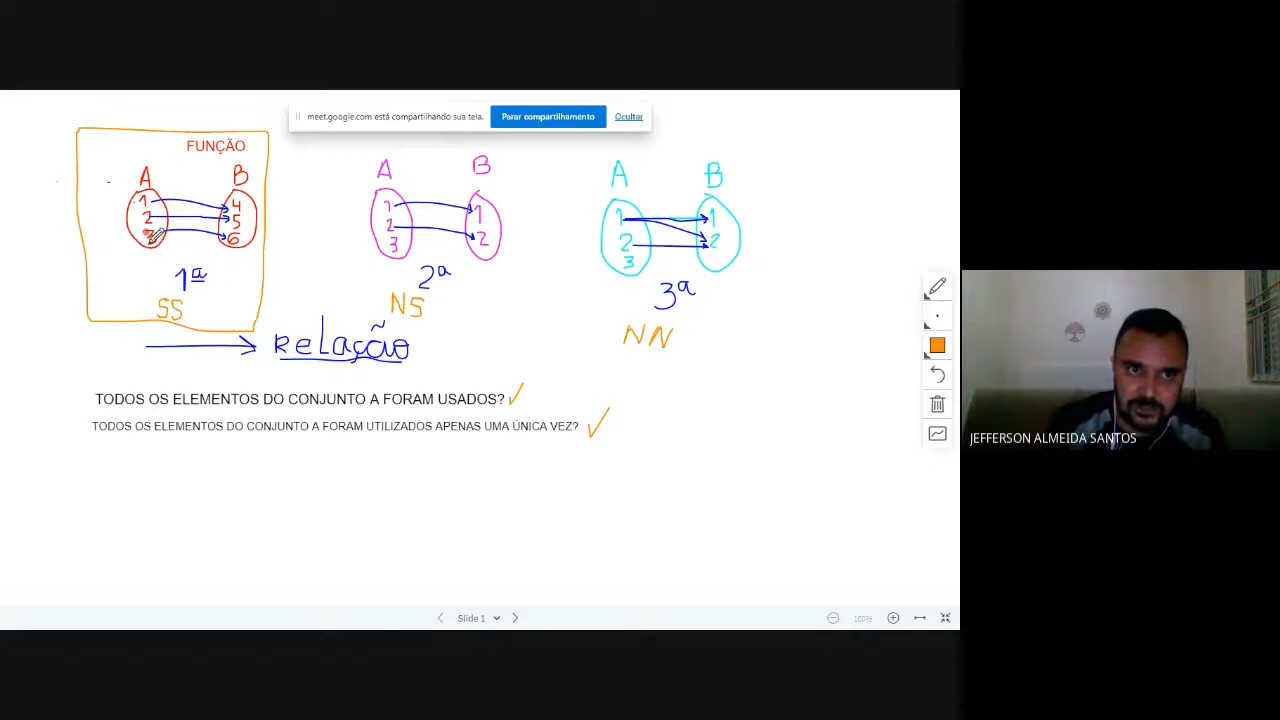 meet.google.com está compartilhando sua tela.
Parar compartilhamento
Ocultar
FUNÇÃO
A B
1 4
2 5
3 6
1ª
SS
A B
1 1
2 2
3
2ª
NS
A B
1 1
2 2
3
3ª
NN
RELAÇÃO
TODOS OS ELEMENTOS DO CONJUNTO A FORAM USADOS?
TODOS OS ELEMENTOS DO CONJUNTO A FORAM UTILIZADOS APENAS UMA ÚNICA VEZ?
JEFFERSON ALMEIDA SANTOS
Slide 1
100%